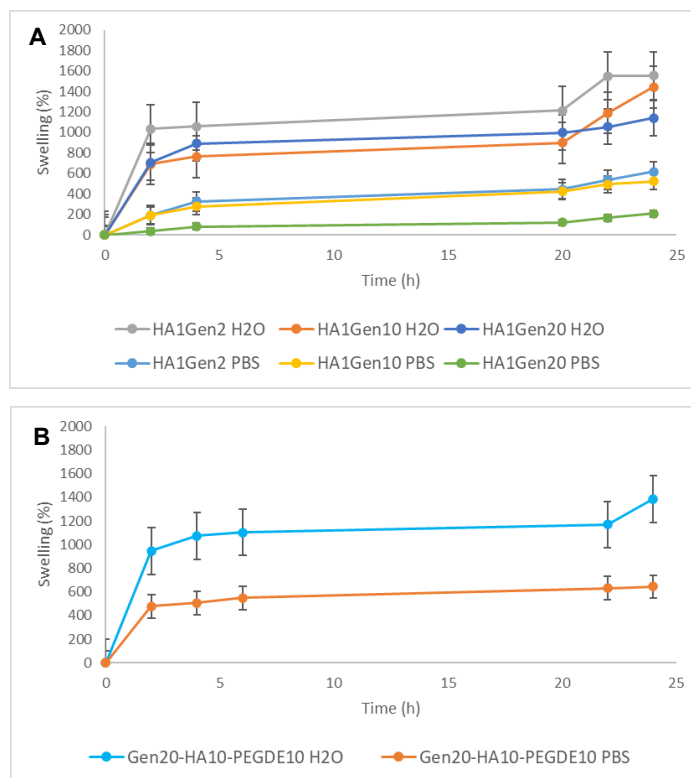 A
2000
1800
1600
1400
1200
1000
800
600
400
200
0
Swelling (%)
0 5 10 15 20 25
Time (h)
HA1Gen2 H2O HA1Gen10 H2O HA1Gen20 H2O
HA1Gen2 PBS HA1Gen10 PBS HA1Gen20 PBS
B
2000
1800
1600
1400
1200
1000
800
600
400
200
0
Swelling (%)
0 5 10 15 20 25
Time (h)
Gen20-HA10-PEGDE10 H2O Gen20-HA10-PEGDE10 PBS